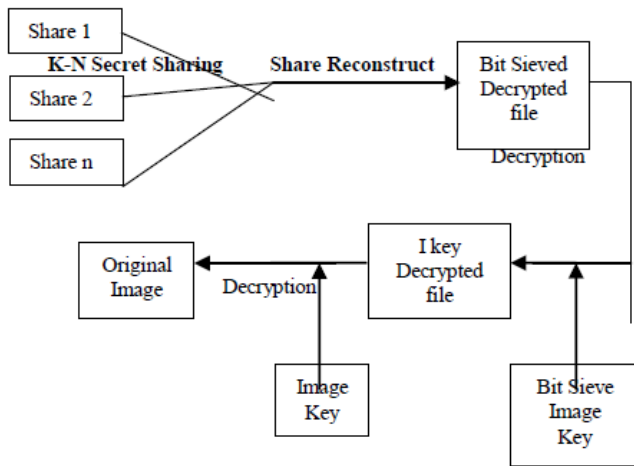 Share 1
K-N Secret Sharing
Share Reconstruct
Share 2
Share n
Bit Sieved
Decrypted
file
Decryption
Original
Image
Decryption
I key
Decrypted
file
Image
Key
Bit Sieve
Image
Key